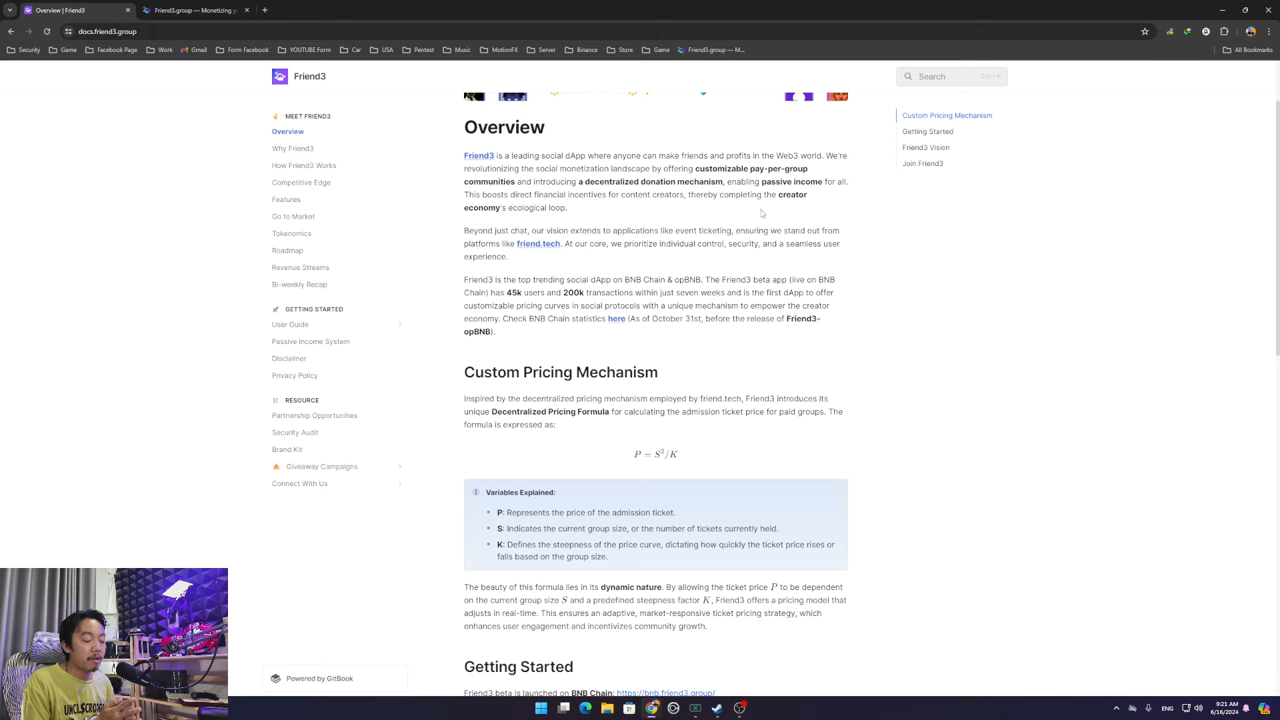 Overview | Friend3
Marketing
docs.friend3.group
Security
Game
Facebook Page
Work
Gmail
Form Facebook
YOUTUBE Form
Car
USA
Pentest
Music
MotionFX
Server
Binance
Store
Game
Friend3.group — M...
All Bookmarks
Friend3
Search
Ctrl + K
MEET FRIEND3
Overview
Why Friend3
How Friend3 Works
Competitive Edge
Features
Go to Market
Tokenomics
Roadmap
Revenue Streams
Bi-weekly Recap
GETTING STARTED
User Guide
Passive Income System
Disclaimer
Privacy Policy
RESOURCE
Partnership Opportunities
Security Audit
Brand Kit
Giveaway Campaigns
Connect With Us
Powered by GitBook
Overview
Friend3 is a leading social dApp where anyone can make friends and profits in the Web3 world. We're
revolutionizing the social monetization landscape by offering customizable pay-per-group
communities and introducing a decentralized donation mechanism, enabling passive income for all.
This boosts direct financial incentives for content creators, thereby completing the creator
economy's ecological loop.
Beyond just chat, our vision extends to applications like event ticketing, ensuring we stand out from
platforms like friend.tech. At our core, we prioritize individual control, security, and a seamless user
experience.
Friend3 is the top trending social dApp on BNB Chain & opBNB. The Friend3 beta app (live on BNB
Chain) has 45k users and 200k transactions within just seven weeks and is the first dApp to offer
customizable pricing curves in social protocols with a unique mechanism to empower the creator
economy. Check BNB Chain statistics here (As of October 31st, before the release of Friend3-
opBNB).
Custom Pricing Mechanism
Inspired by the decentralized pricing mechanism employed by friend.tech, Friend3 introduces its
unique Decentralized Pricing Formula for calculating the admission ticket price for paid groups. The
formula is expressed as:
P = S²/K
Variables Explained:
P: Represents the price of the admission ticket.
S: Indicates the current group size, or the number of tickets currently held.
K: Defines the steepness of the price curve, dictating how quickly the ticket price rises or
falls based on the group size.
The beauty of this formula lies in its dynamic nature. By allowing the ticket price P to be dependent
on the current group size S and a predefined steepness factor K, Friend3 offers a pricing model that
adjusts in real-time. This ensures an adaptive, market-responsive ticket pricing strategy, which
enhances user engagement and incentivizes community growth.
Getting Started
Friend3 beta is launched on BNB Chain: https://bnb.friend3.group/
Custom Pricing Mechanism
Getting Started
Friend3 Vision
Join Friend3
UNCLSCROOGE
ENG
9:21 AM
6/16/2024